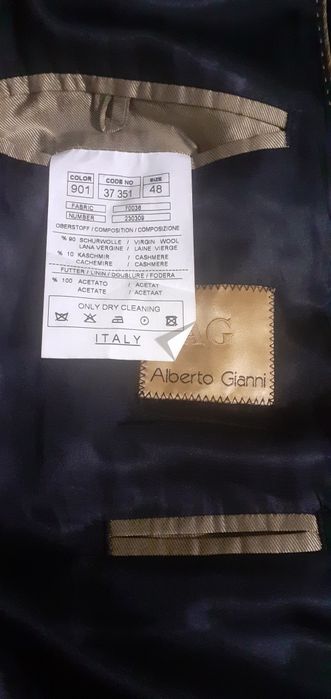 COLOR CODE NO SIZE
901 37 351 48
FABRIC 70036
NUMBER 230309
OBERSTOFF / COMPOSITION / COMPOSIZIONE
% 90 SCHURWOLLE / VIRGIN WOOL
LANA VERGINE / LAINE VIERGE
% 10 KASCHMIR / CASHMERE
CACHEMIRE / CASHMERE
FUTTER / LININ / DOUBLURE / FODERA
% 100 ACETATO / ACETAT
ACETATE / ACETAAT
ONLY DRY CLEANING
ITALY
AG
Alberto Gianni